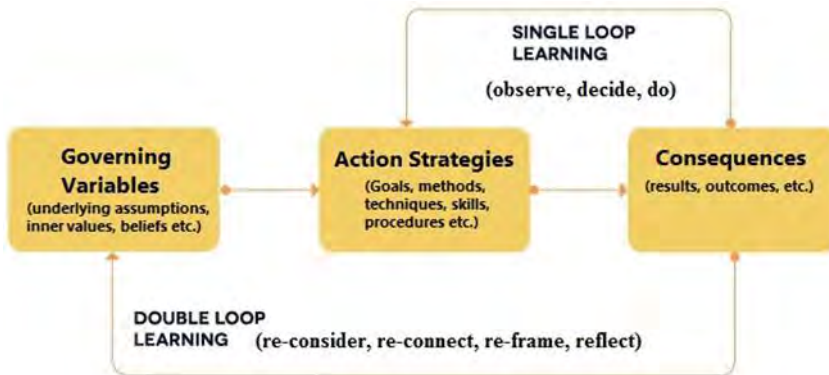 SINGLE LOOP
LEARNING
(observe, decide, do)
Governing
Variables
(underlying assumptions,
inner values, beliefs etc.)
Action Strategies
(Goals, methods,
techniques, skills,
procedures etc.)
Consequences
(results, outcomes, etc.)
DOUBLE LOOP
LEARNING (re-consider, re-connect, re-frame, reflect)